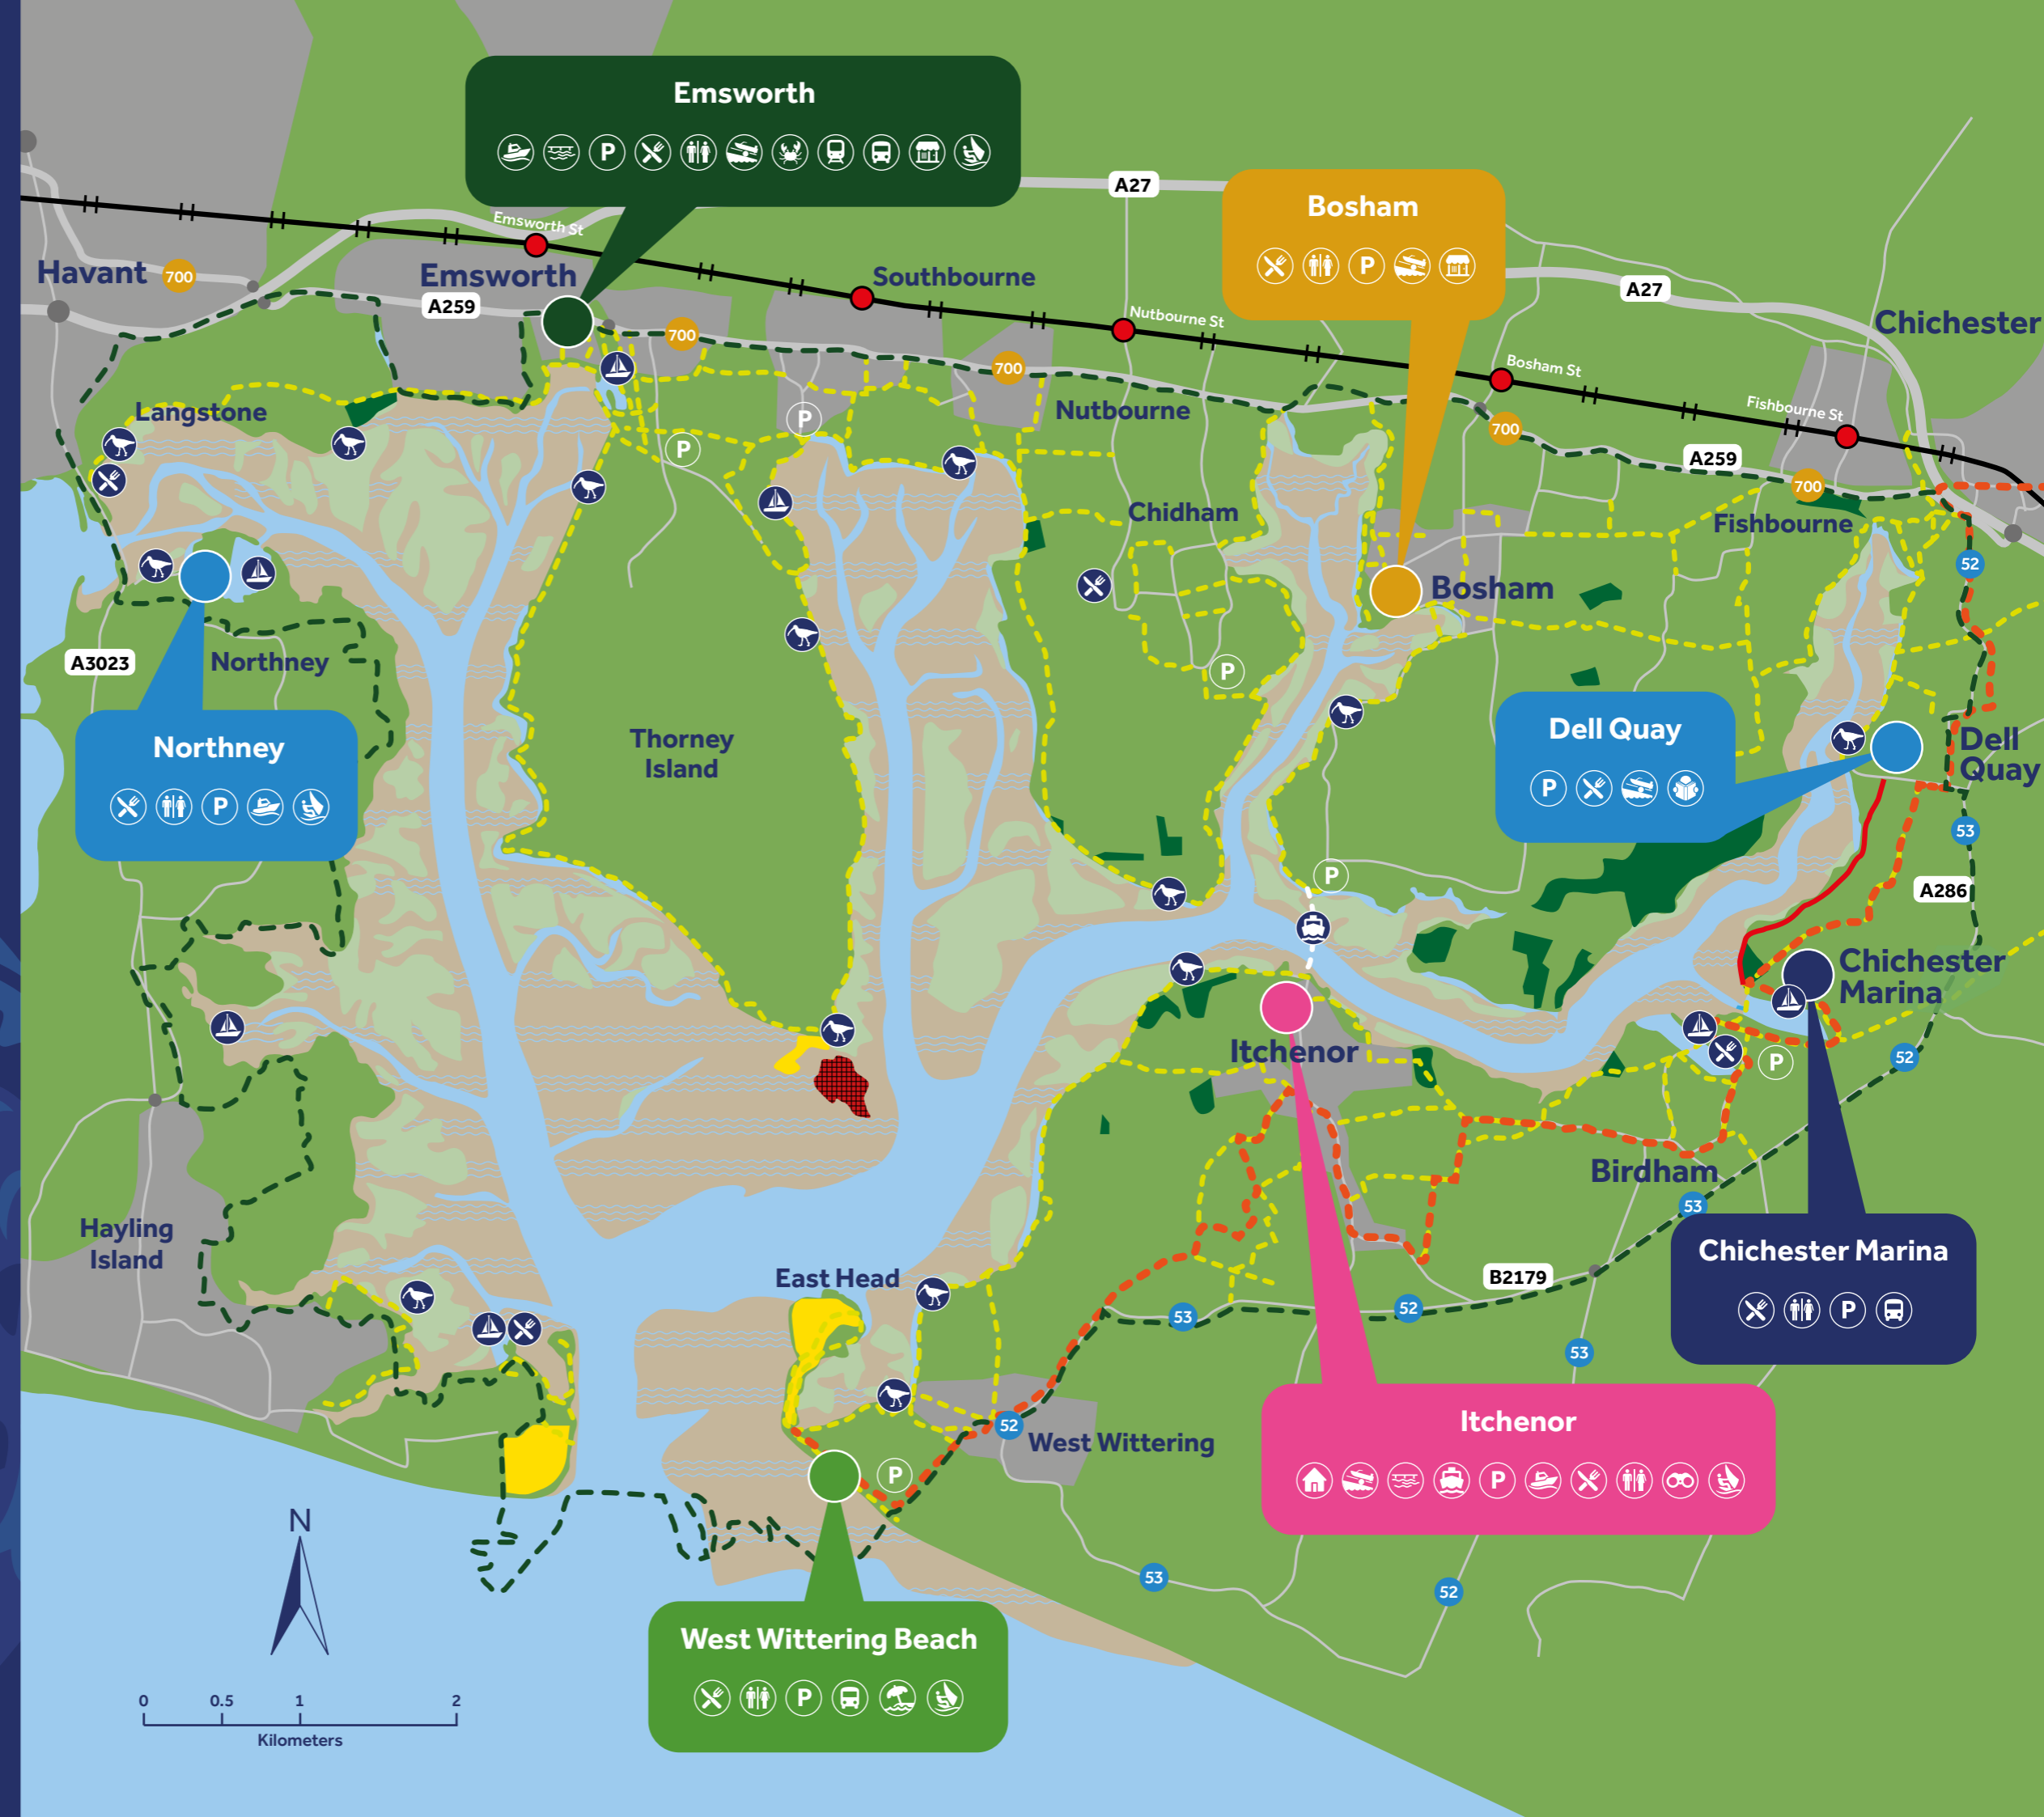 Emsworth
P
A27
Bosham
P
A27
Emsworth St
Havant
700
Emsworth
A259
Southbourne
Nutbourne St
Chichester
700
700
Bosham St
Fishbourne St
Langstone
P
P
Nutbourne
700
A259
700
Chidham
Fishbourne
52
Bosham
A3023
Northney
P
Northney
P
Thorney
Island
Dell Quay
P
Dell
Quay
53
P
A286
Chichester
Marina
Itchenor
P
52
Birdham
53
Hayling
Island
East Head
53
52
B2179
53
Chichester Marina
P
52
West Wittering
P
Itchenor
P
N
53
52
West Wittering Beach
P
0
0.5
1
2
Kilometers